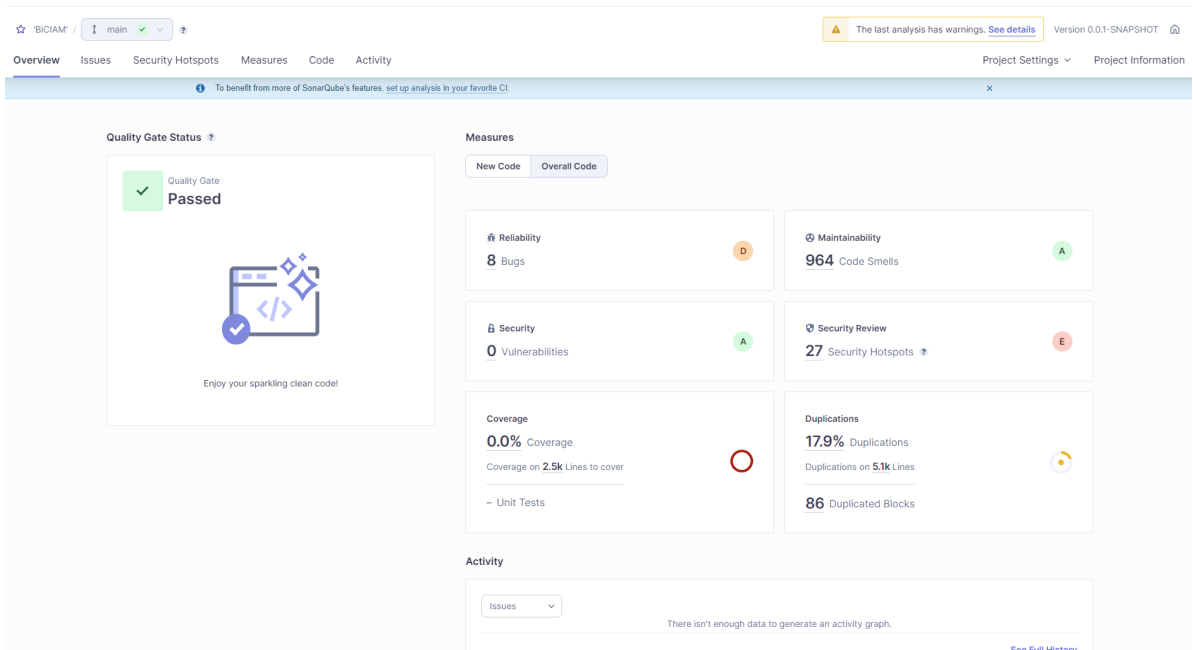 'BiCIAM' / main ?
The last analysis has warnings. See details
Version 0.0.1-SNAPSHOT
Overview Issues Security Hotspots Measures Code Activity
Project Settings Project Information
To benefit from more of SonarQube's features, set up analysis in your favorite CI.
Quality Gate Status ?
Quality Gate
Passed
Enjoy your sparkling clean code!
Measures
New Code Overall Code
Reliability
8 Bugs
D
Maintainability
964 Code Smells
A
Security
0 Vulnerabilities
A
Security Review
27 Security Hotspots ?
E
Coverage
0.0% Coverage
Coverage on 2.5k Lines to cover
– Unit Tests
Duplications
17.9% Duplications
Duplications on 5.1k Lines
86 Duplicated Blocks
Activity
Issues
There isn't enough data to generate an activity graph.
See Full History